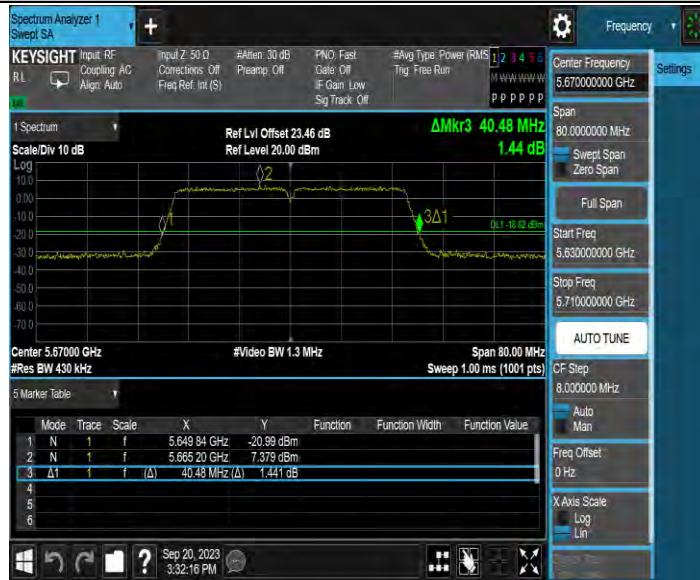 Spectrum Analyzer 1
Swept SA
+
Frequency
KEYSIGHT
RL
Input: RF
Coupling: AC
Align: Auto
Input Z: 50 Ω
Corrections: Off
Freq Ref: Int (S)
#Atten: 30 dB
Preamp: Off
PNO: Fast
Gate: Off
IF Gain: Low
Sig Track: Off
#Avg Type: Power (RMS
Trig: Free Run
1 2 3 4 5 6
M W W W W W
P P P P P P
1 Spectrum
Scale/Div 10 dB
Ref Lvl Offset 23.46 dB
Ref Level 20.00 dBm
ΔMkr3 40.48 MHz
1.44 dB
Log
10.0
0.00
-10.0
-20.0
-30.0
-40.0
-50.0
-60.0
-70.0
1
2
3Δ1
DL1 -18.62 dBm
Center 5.67000 GHz
#Video BW 1.3 MHz
Span 80.00 MHz
#Res BW 430 kHz
Sweep 1.00 ms (1001 pts)
5 Marker Table
Mode Trace Scale X Y Function Function Width Function Value
1 N 1 f 5.649 84 GHz -20.99 dBm
2 N 1 f 5.665 20 GHz 7.379 dBm
3 Δ1 1 f (Δ) 40.48 MHz (Δ) 1.441 dB
4
5
6
Sep 20, 2023
3:32:16 PM
?
Center Frequency
5.670000000 GHz
Settings
Span
80.0000000 MHz
Swept Span
Zero Span
Full Span
Start Freq
5.630000000 GHz
Stop Freq
5.710000000 GHz
AUTO TUNE
CF Step
8.000000 MHz
Auto
Man
Freq Offset
0 Hz
X Axis Scale
Log
Lin